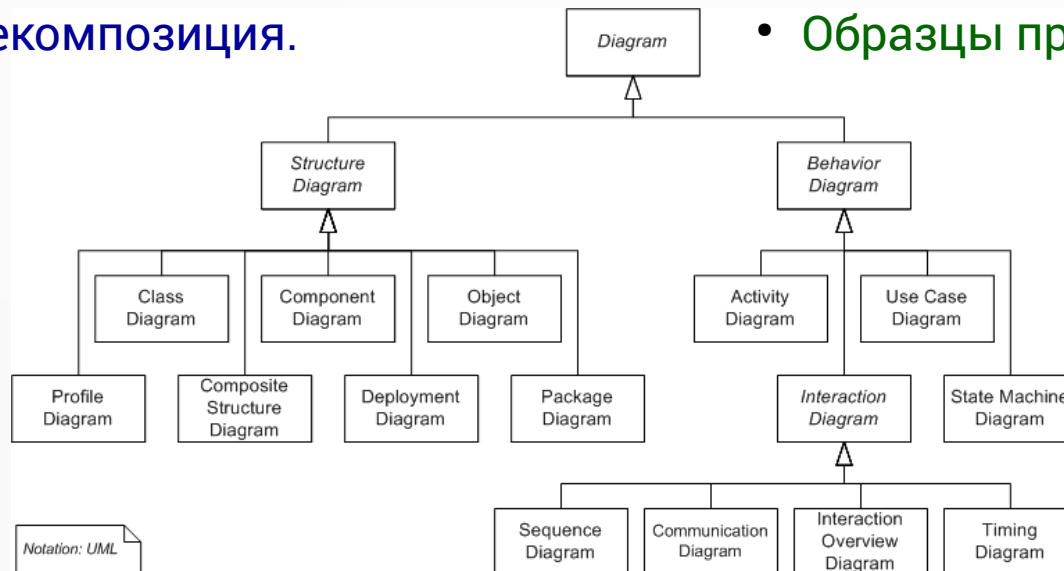 екомпозиция.
Diagram
• Образцы пр
Structure
Diagram
Behavior
Diagram
Class
Diagram
Component
Diagram
Object
Diagram
Activity
Diagram
Use Case
Diagram
Profile
Diagram
Composite
Structure
Diagram
Deployment
Diagram
Package
Diagram
Interaction
Diagram
State Machine
Diagram
Sequence
Diagram
Communication
Diagram
Interaction
Overview
Diagram
Timing
Diagram
Notation: UML